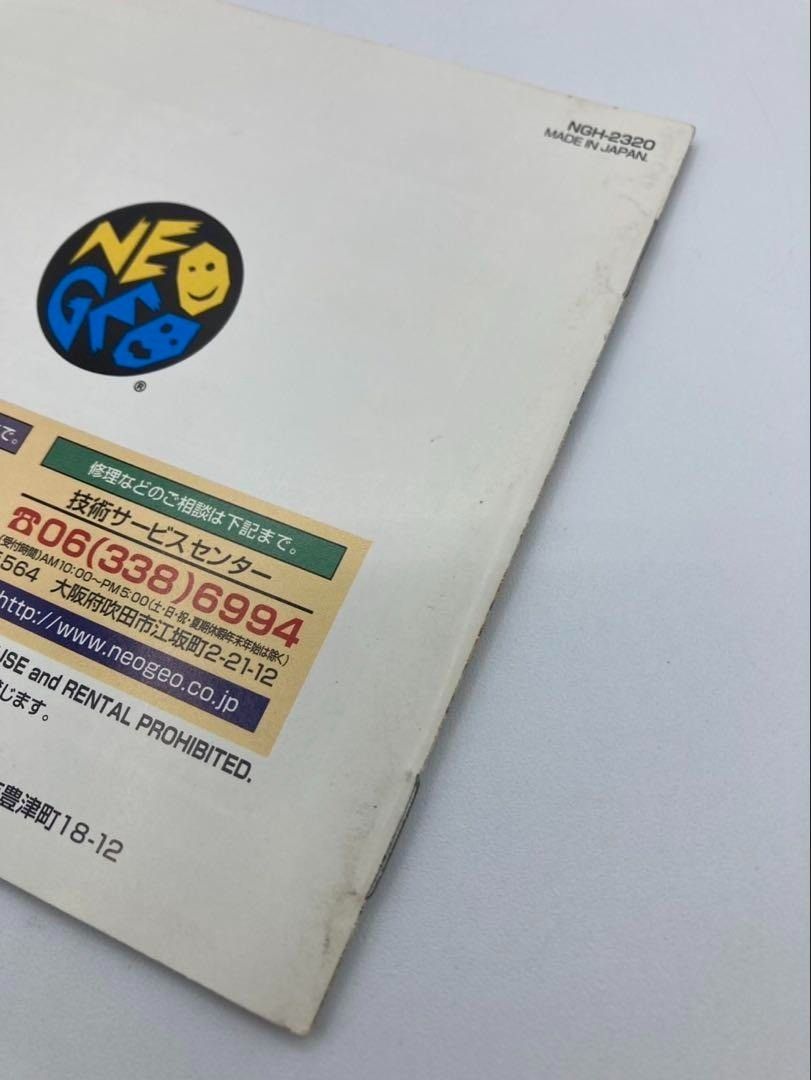 NGH-2320
MADE IN JAPAN.
NEO
GEO
®
で。
修理などのご相談は下記まで。
技術サービスセンター
☎06(338)6994
(受付時間)AM10:00~PM5:00(土・日・祝・夏期休暇年末年始は除く)
564 大阪府吹田市江坂町2-21-12
http://www.neogeo.co.jp
USE and RENTAL PROHIBITED.
じます。
豊津町18-12